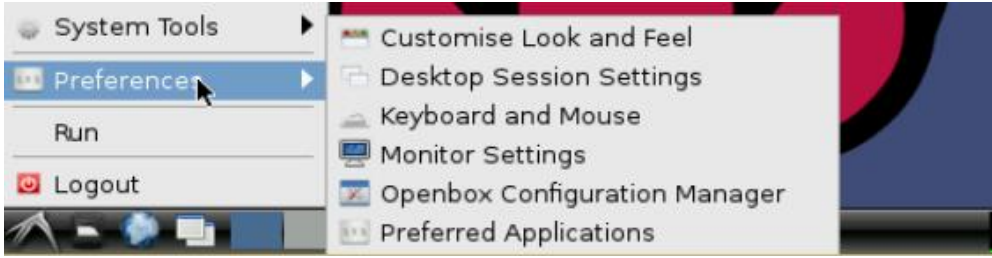 System Tools
Preferences
Run
Logout
Customise Look and Feel
Desktop Session Settings
Keyboard and Mouse
Monitor Settings
Openbox Configuration Manager
Preferred Applications